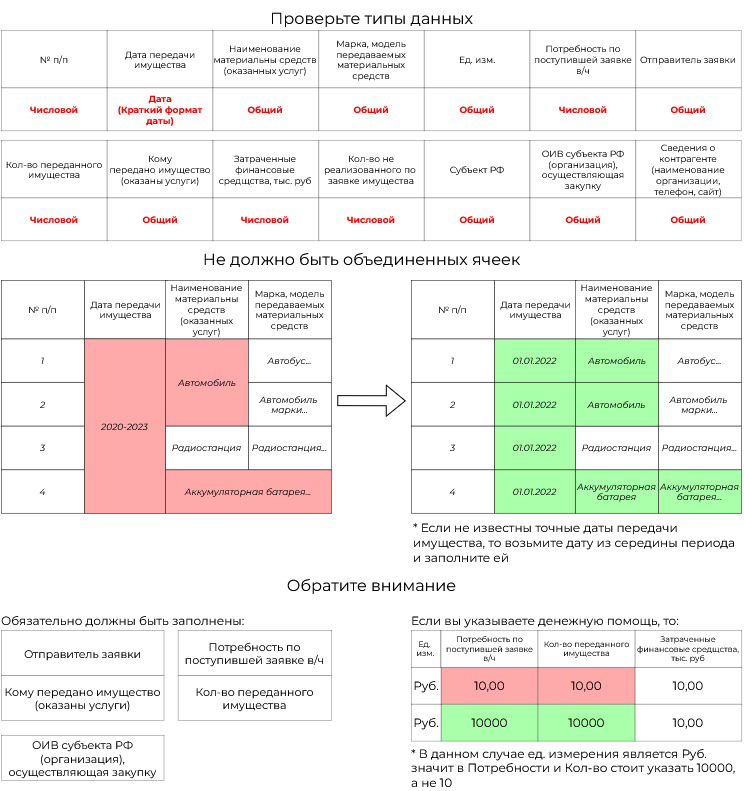 Проверьте типы данных
№ п/п
Дата передачи
имущества
Наименование
материальны средств
(оказанных услуг)
Марка, модель
передаваемых
материальных
средств
Ед. изм.
Потребность по
поступившей заявке
в/ч
Отправитель заявки
Числовой
Дата
(Краткий формат
даты)
Общий
Общий
Общий
Числовой
Общий
Кол-во переданного
имущества
Кому
передано имущество
(оказаны услуги)
Затраченные
финансовые
средщства, тыс. руб
Кол-во не
реализованного по
заявке имущества
Субъект РФ
ОИВ субъекта РФ
(организация),
осуществляющая
закупку
Сведения о
контрагенте
(наименование
организации,
телефон, сайт)
Числовой
Общий
Числовой
Числовой
Общий
Общий
Общий
Не должно быть объединенных ячеек
№ п/п
Дата передачи
имущества
Наименование
материальны
средств
(оказанных
услуг)
Марка, модель
передаваемых
материальных
средств
1
2020-2023
Автомобиль
Автобус...
2
Автомобиль
марки...
3
Радиостанция
Радиостанция...
4
Аккумуляторная батарея...
№ п/п
Дата передачи
имущества
Наименование
материальны
средств
(оказанных
услуг)
Марка, модель
передаваемых
материальных
средств
1
01.01.2022
Автомобиль
Автобус...
2
01.01.2022
Автомобиль
Автомобиль
марки...
3
01.01.2022
Радиостанция
Радиостанция...
4
01.01.2022
Аккумуляторная
батарея
Аккумуляторная
батарея...
* Если не известны точные даты передачи
имущества, то возьмите дату из середины периода
и заполните ей
Обратите внимание
Обязательно должны быть заполнены:
Отправитель заявки
Потребность по
поступившей заявке в/ч
Кому передано имущество
(оказаны услуги)
Кол-во переданного
имущества
ОИВ субъекта РФ
(организация),
осуществляющая закупку
Если вы указываете денежную помощь, то:
Ед.
изм.
Потребность по
поступившей заявке
в/ч
Кол-во переданного
имущества
Затраченные
финансовые средщства,
тыс. руб
Руб.
10,00
10,00
10,00
Руб.
10000
10000
10,00
* В данном случае ед. измерения является Руб.
значит в Потребности и Кол-во стоит указать 10000,
а не 10